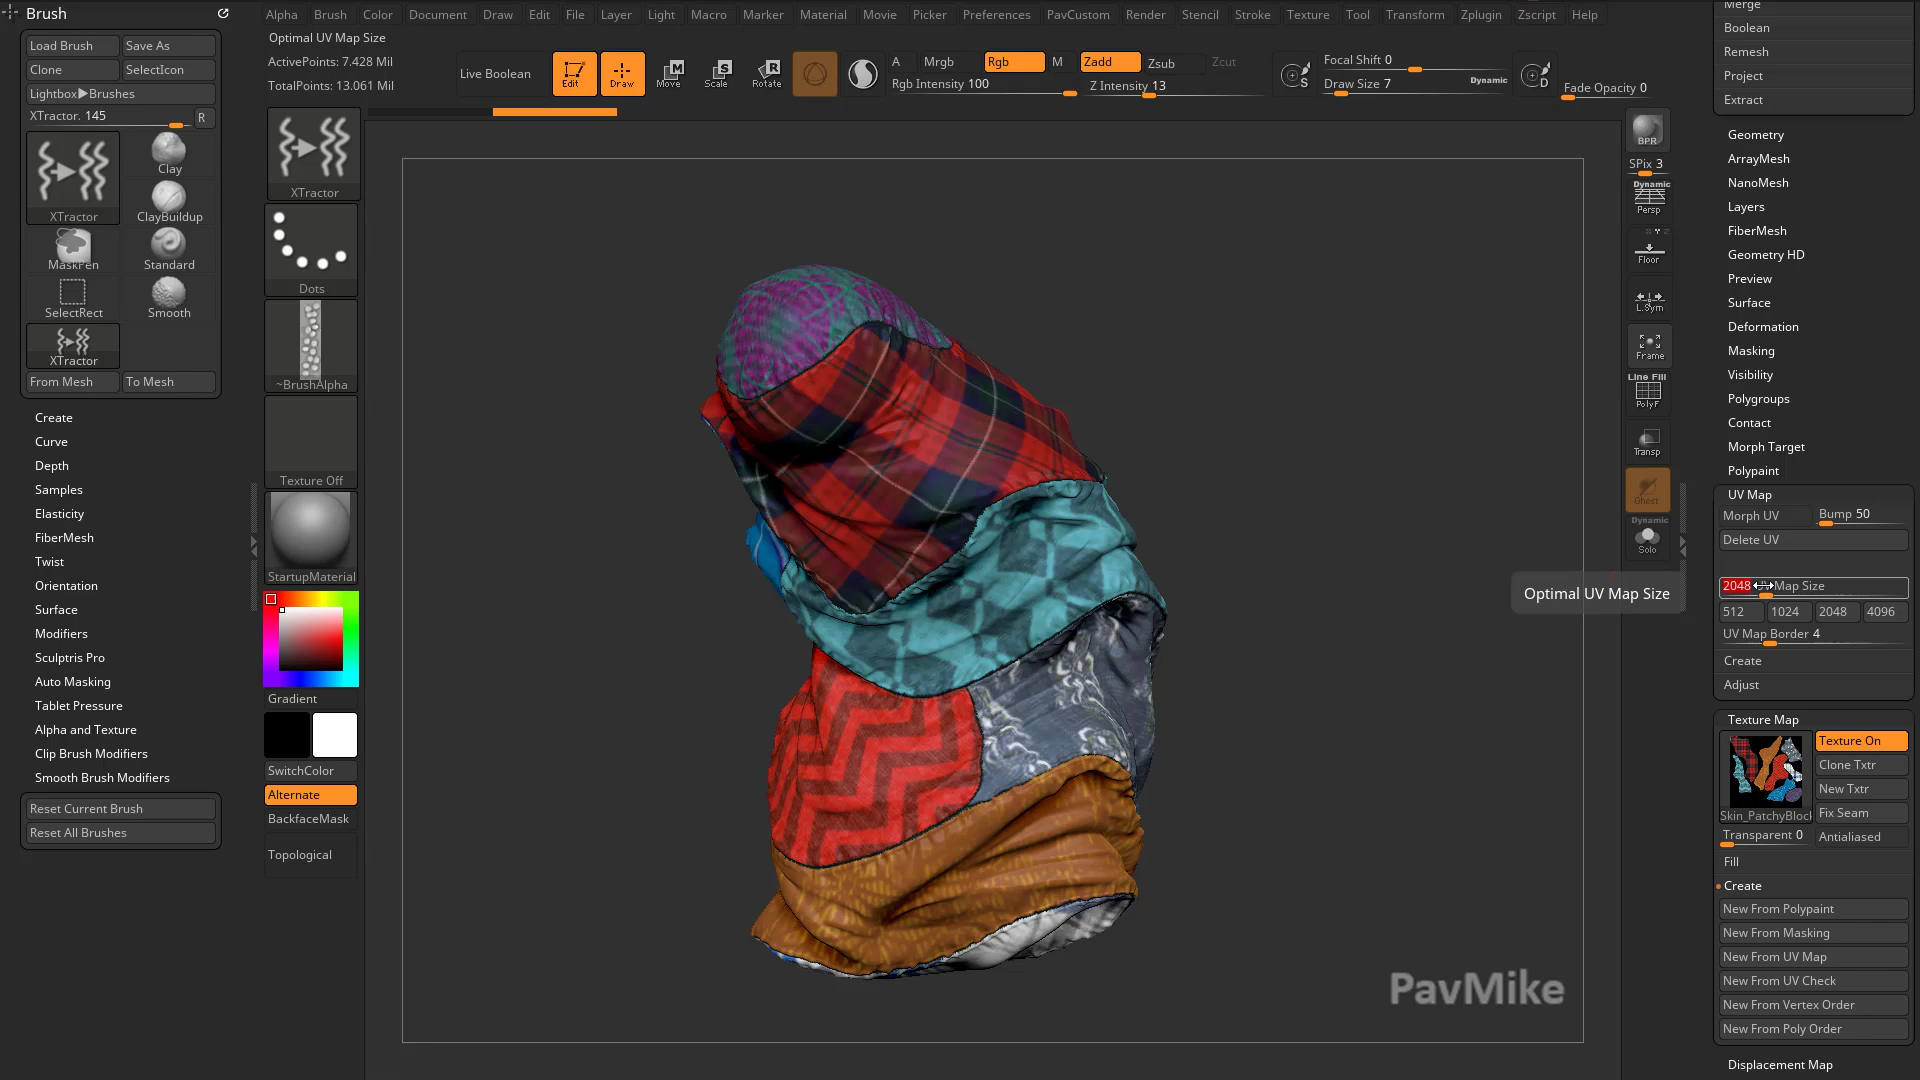 Brush
Alpha Brush Color Document Draw Edit File Layer Light Macro Marker Material Movie Picker Preferences PavCustom Render Stencil Stroke Texture Tool Transform Zplugin Zscript Help
Optimal UV Map Size
ActivePoints: 7.428 Mil
TotalPoints: 13.061 Mil
Live Boolean
Edit
Draw
Move
Scale
Rotate
A Mrgb Rgb M Zadd Zsub Zcut
Rgb Intensity 100 Z Intensity 13
Focal Shift 0
Draw Size 7 Dynamic
Fade Opacity 0
Load Brush Save As
Clone SelectIcon
Lightbox▶Brushes
XTractor. 145 R
XTractor
Clay
ClayBuildup
MaskPen
Standard
SelectRect
Smooth
XTractor
From Mesh To Mesh
Create
Curve
Depth
Samples
Elasticity
FiberMesh
Twist
Orientation
Surface
Modifiers
Sculptris Pro
Auto Masking
Tablet Pressure
Alpha and Texture
Clip Brush Modifiers
Smooth Brush Modifiers
Reset Current Brush
Reset All Brushes
XTractor
Dots
~BrushAlpha
Texture Off
StartupMaterial
Gradient
SwitchColor
Alternate
BackfaceMask
Topological
PavMike
Optimal UV Map Size
BPR
SPix 3
Dynamic
Persp
Floor
L.Sym
Frame
Line Fill
PolyF
Transp
Ghost
Dynamic
Solo
Merge
Boolean
Remesh
Project
Extract
Geometry
ArrayMesh
NanoMesh
Layers
FiberMesh
Geometry HD
Preview
Surface
Deformation
Masking
Visibility
Polygroups
Contact
Morph Target
Polypaint
UV Map
Morph UV Bump 50
Delete UV
2048 Map Size
512 1024 2048 4096
UV Map Border 4
Create
Adjust
Texture Map
Texture On
Clone Txtr
New Txtr
Skin_PatchyBlock Fix Seam
Transparent 0 Antialiased
Fill
Create
New From Polypaint
New From Masking
New From UV Map
New From UV Check
New From Vertex Order
New From Poly Order
Displacement Map